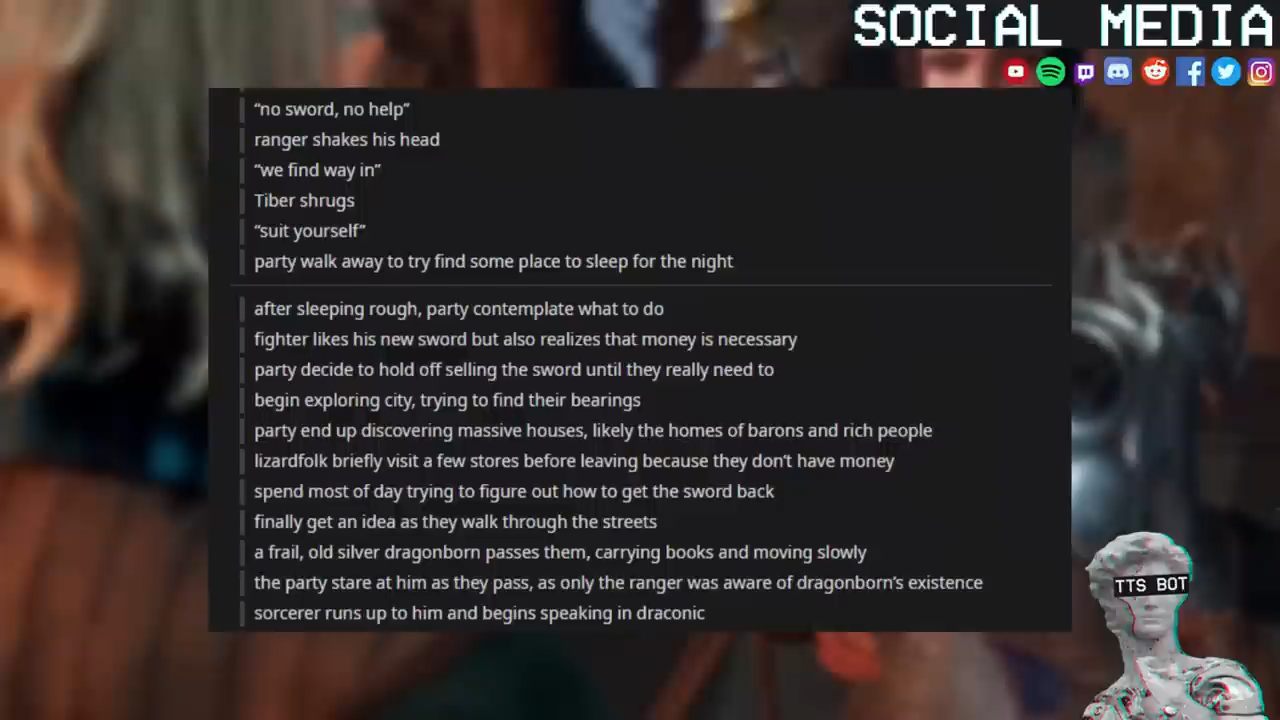 SOCIAL MEDIA
“no sword, no help”
ranger shakes his head
“we find way in”
Tiber shrugs
“suit yourself”
party walk away to try find some place to sleep for the night
after sleeping rough, party contemplate what to do
fighter likes his new sword but also realizes that money is necessary
party decide to hold off selling the sword until they really need to
begin exploring city, trying to find their bearings
party end up discovering massive houses, likely the homes of barons and rich people
lizardfolk briefly visit a few stores before leaving because they don’t have money
spend most of day trying to figure out how to get the sword back
finally get an idea as they walk through the streets
a frail, old silver dragonborn passes them, carrying books and moving slowly
the party stare at him as they pass, as only the ranger was aware of dragonborn’s existence
sorcerer runs up to him and begins speaking in draconic
TTS BOT